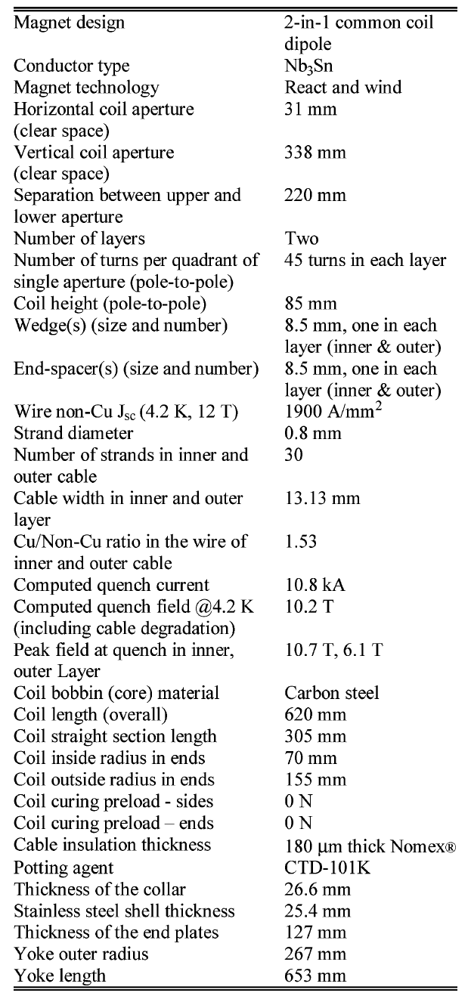 Magnet design 2-in-1 common coil
dipole
Conductor type Nb3Sn
Magnet technology React and wind
Horizontal coil aperture 31 mm
(clear space)
Vertical coil aperture 338 mm
(clear space)
Separation between upper and 220 mm
lower aperture
Number of layers Two
Number of turns per quadrant of 45 turns in each layer
single aperture (pole-to-pole)
Coil height (pole-to-pole) 85 mm
Wedge(s) (size and number) 8.5 mm, one in each
layer (inner & outer)
End-spacer(s) (size and number) 8.5 mm, one in each
layer (inner & outer)
Wire non-Cu Jsc (4.2 K, 12 T) 1900 A/mm2
Strand diameter 0.8 mm
Number of strands in inner and 30
outer cable
Cable width in inner and outer 13.13 mm
layer
Cu/Non-Cu ratio in the wire of 1.53
inner and outer cable
Computed quench current 10.8 kA
Computed quench field @4.2 K 10.2 T
(including cable degradation)
Peak field at quench in inner, 10.7 T, 6.1 T
outer Layer
Coil bobbin (core) material Carbon steel
Coil length (overall) 620 mm
Coil straight section length 305 mm
Coil inside radius in ends 70 mm
Coil outside radius in ends 155 mm
Coil curing preload - sides 0 N
Coil curing preload – ends 0 N
Cable insulation thickness 180 μm thick Nomex®
Potting agent CTD-101K
Thickness of the collar 26.6 mm
Stainless steel shell thickness 25.4 mm
Thickness of the end plates 127 mm
Yoke outer radius 267 mm
Yoke length 653 mm